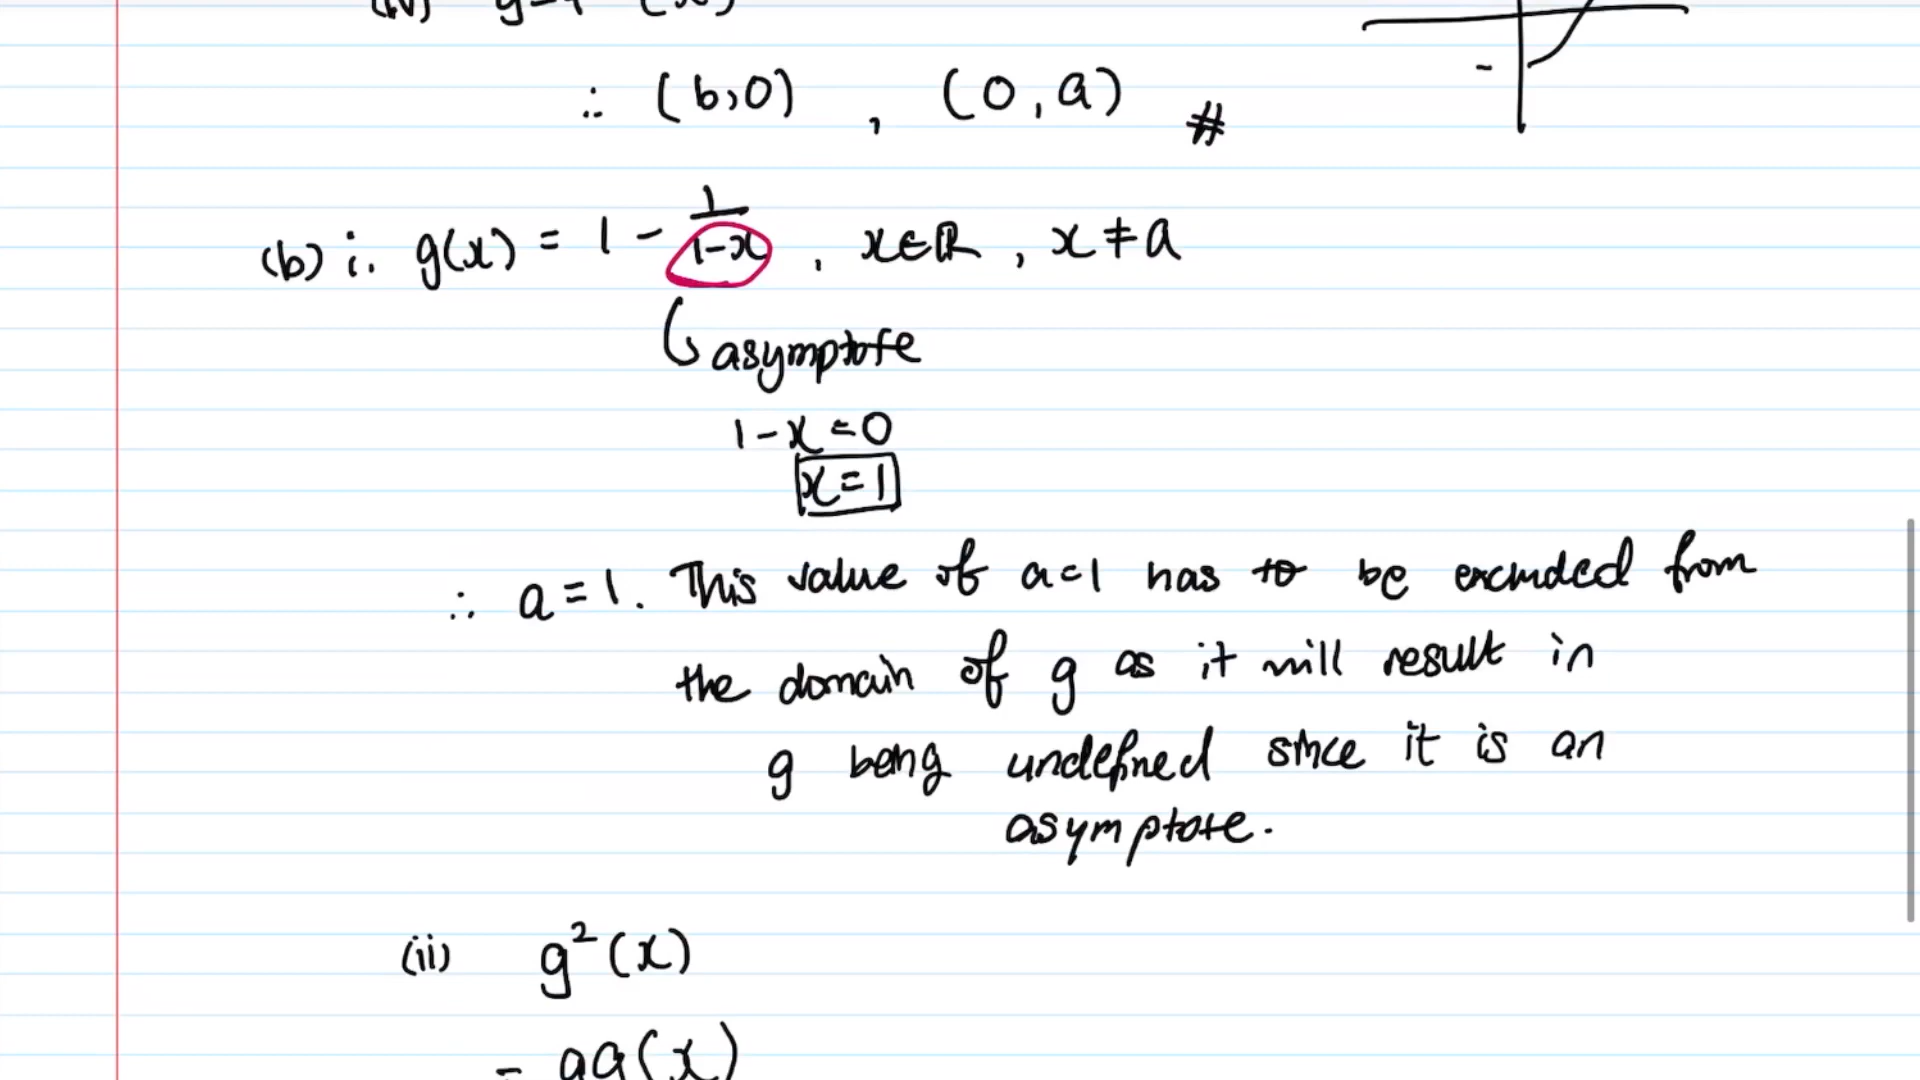 ∴ (b,0) , (0,a) #
(b) i. g(x) = 1 - 1/(1-x) , x∈ℝ , x≠a
asymptote
1-x=0
x=1
∴ a=1. This value of a=1 has to be excluded from
the domain of g as it will result in
g being undefined since it is an
asymptote.
(ii) g²(x)
= gg(x)